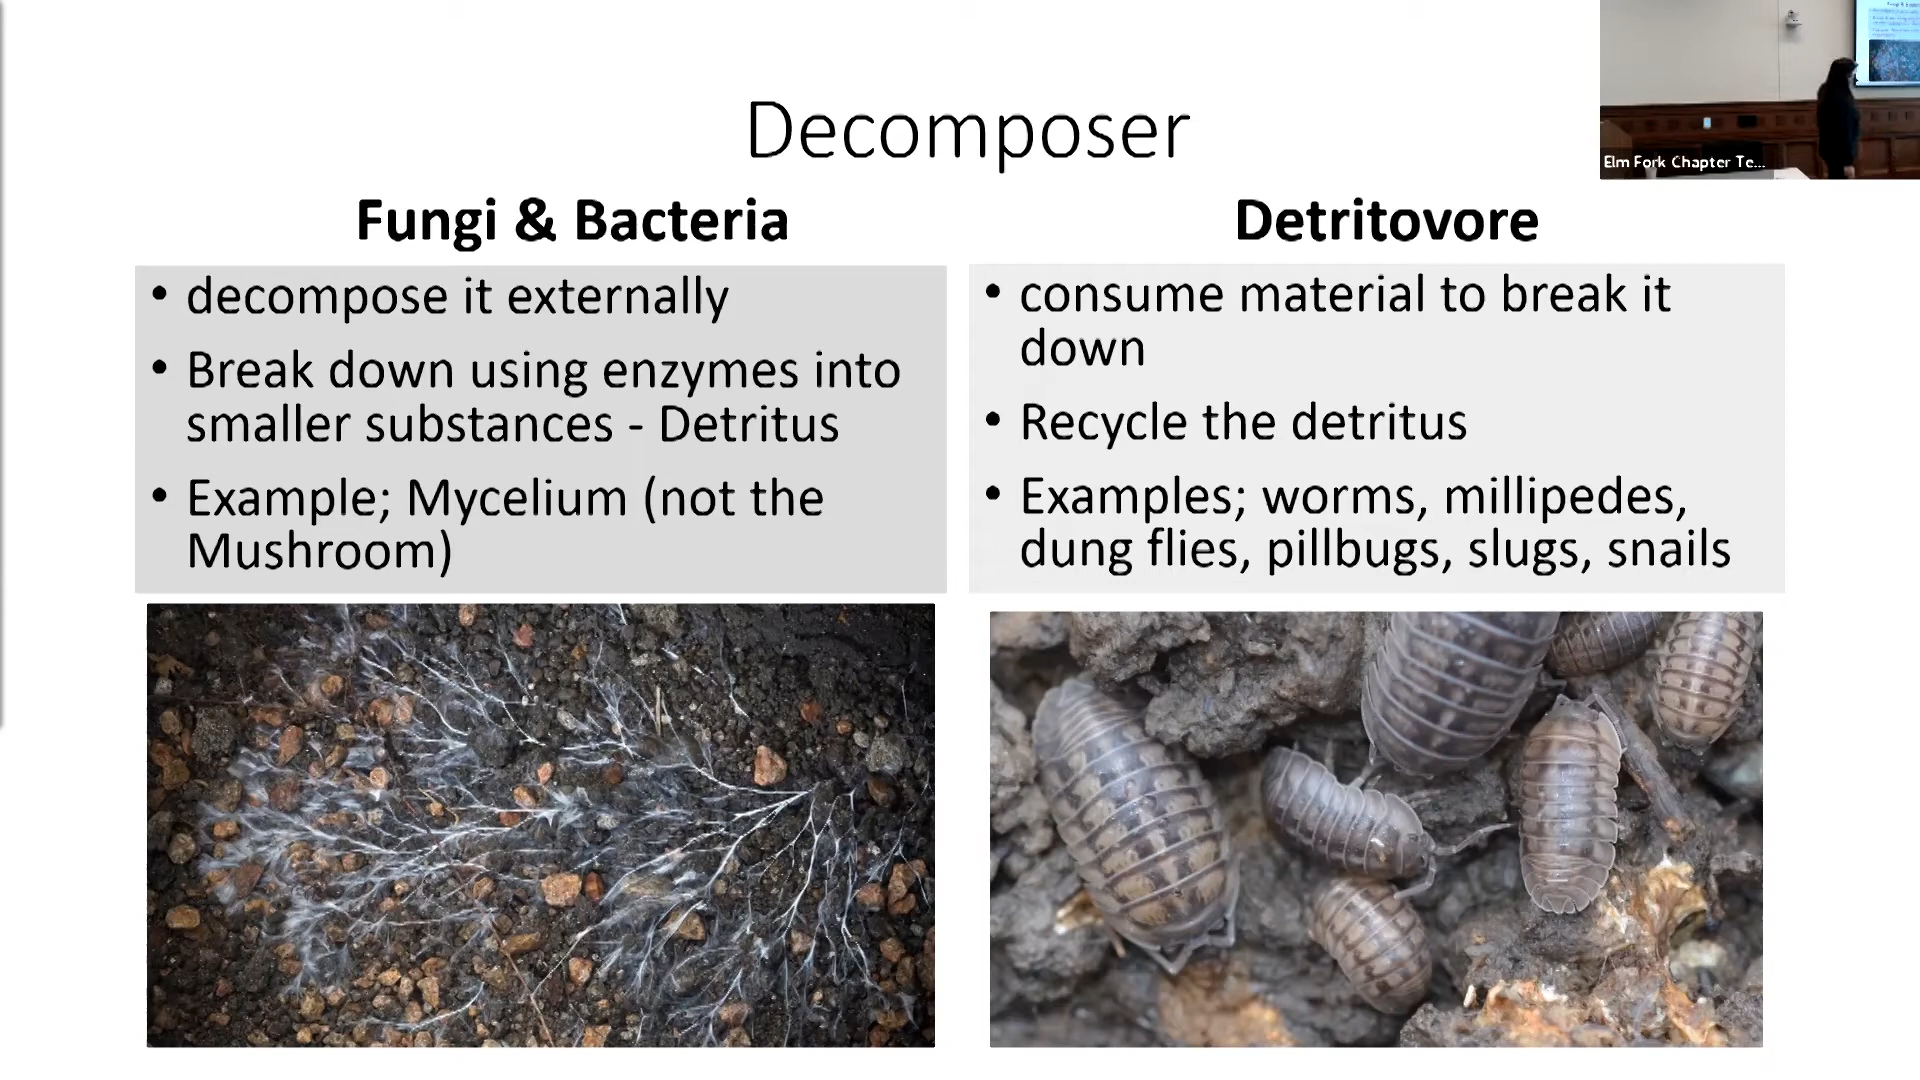 Decomposer
Fungi & Bacteria
• decompose it externally
• Break down using enzymes into
smaller substances - Detritus
• Example; Mycelium (not the
Mushroom)
Detritovore
• consume material to break it
down
• Recycle the detritus
• Examples; worms, millipedes,
dung flies, pillbugs, slugs, snails
Elm Fork Chapter Te...